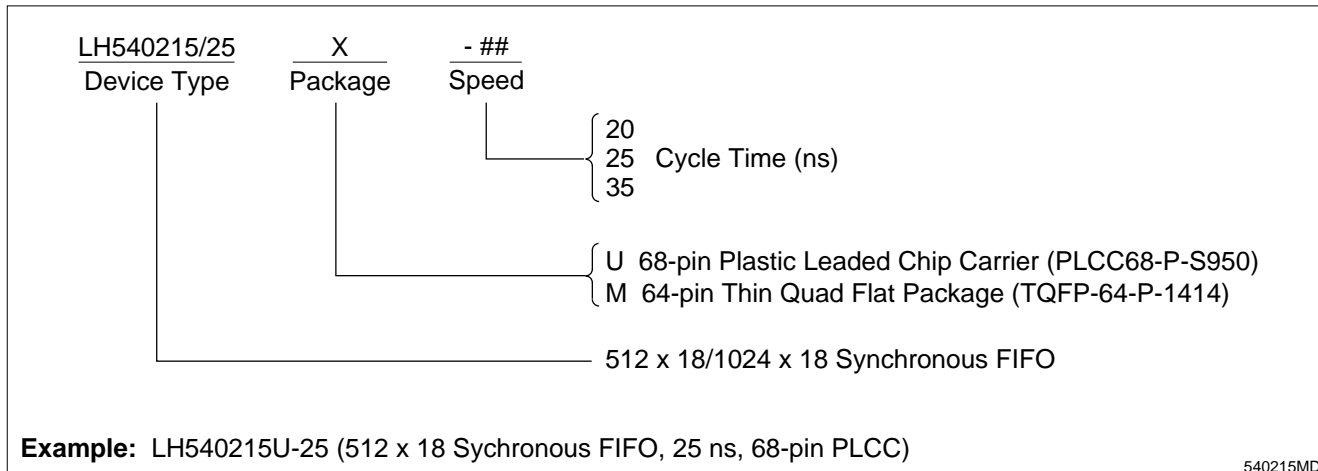 LH540215/25 X - ##
Device Type Package Speed
20
25 Cycle Time (ns)
35
U 68-pin Plastic Leaded Chip Carrier (PLCC68-P-S950)
M 64-pin Thin Quad Flat Package (TQFP-64-P-1414)
512 x 18/1024 x 18 Synchronous FIFO
Example: LH540215U-25 (512 x 18 Sychronous FIFO, 25 ns, 68-pin PLCC)
540215MD